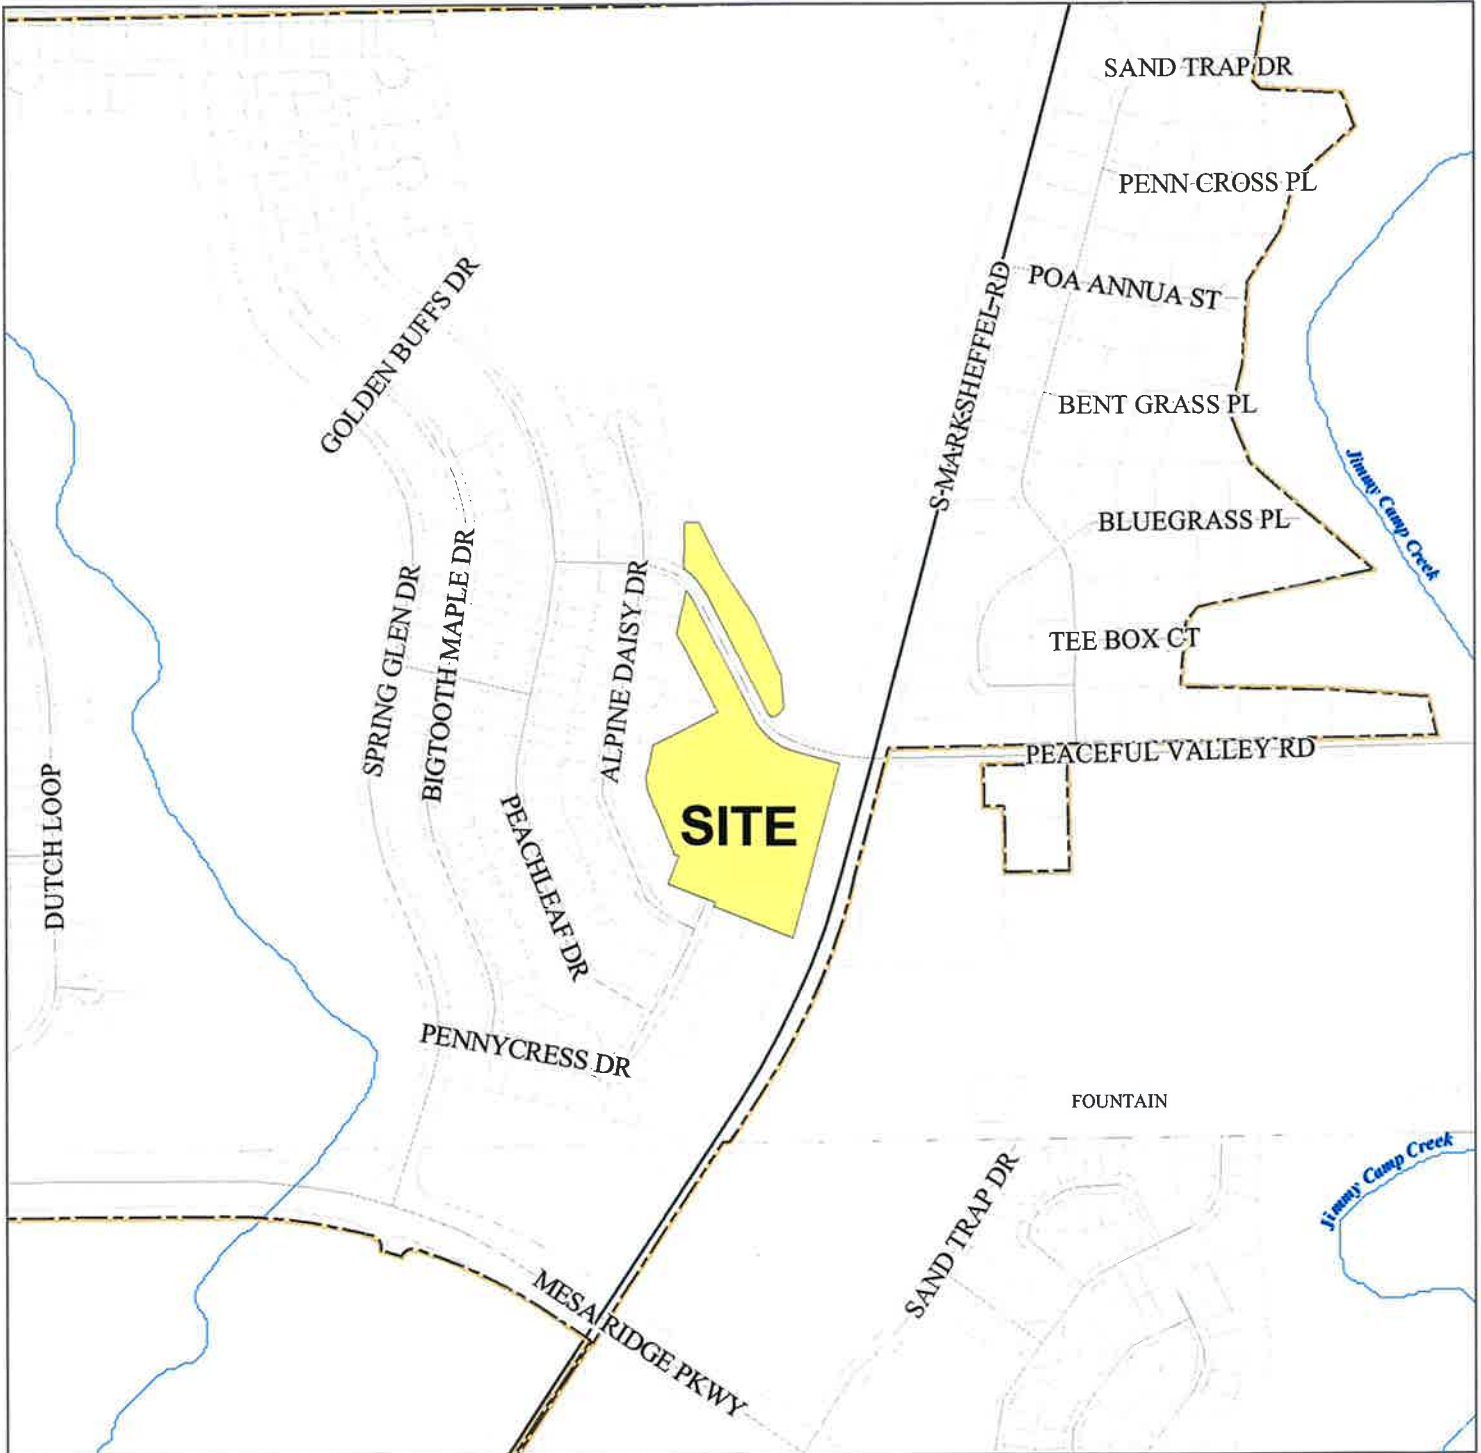 SAND TRAP DR
PENN CROSS PL
POA ANNUA ST
GOLDEN BUFFS DR
S MARKSHEFFEL RD
BENT GRASS PL
Jimmy Camp Creek
BLUEGRASS PL
SPRING GLEN DR
BIGTOOTH MAPLE DR
ALPINE DAISY DR
TEE BOX CT
PEACEFUL VALLEY RD
DUTCH LOOP
PEACHLEAF DR
SITE
PENNYCRESS DR
FOUNTAIN
Jimmy Camp Creek
SAND TRAP DR
MESA RIDGE PKWY